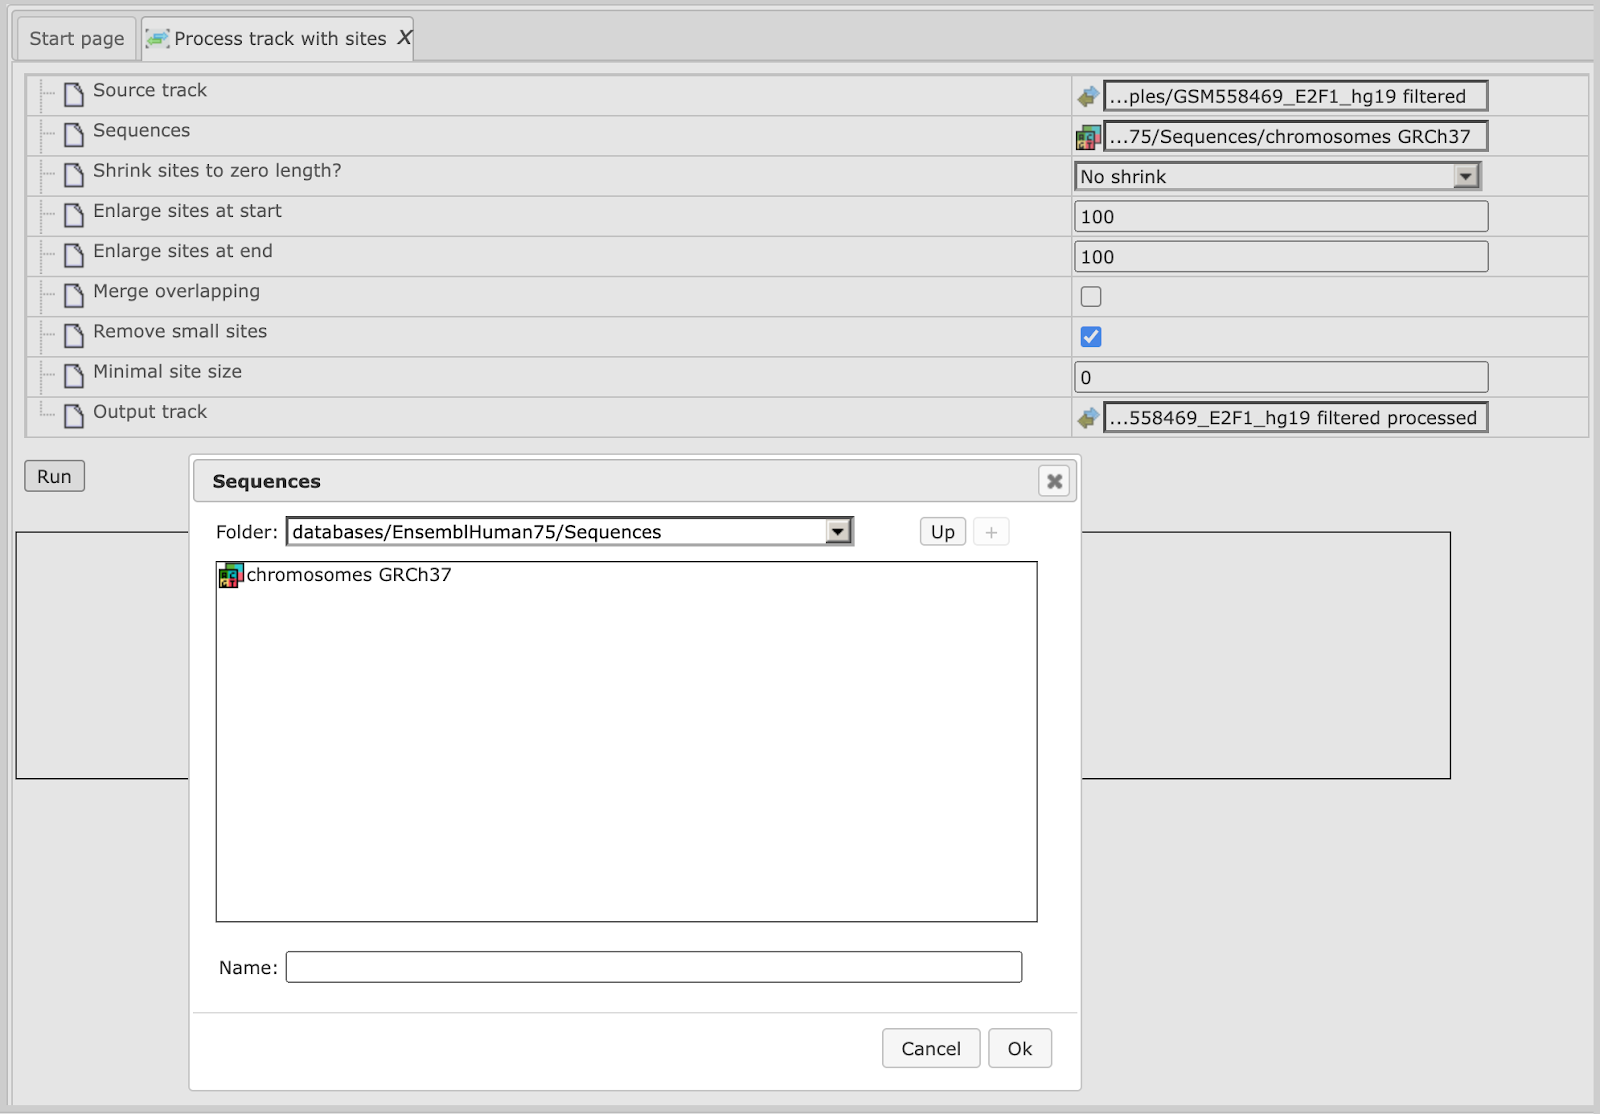 Start page
Process track with sites X
Source track
...ples/GSM558469_E2F1_hg19 filtered
Sequences
...75/Sequences/chromosomes GRCh37
Shrink sites to zero length?
No shrink
Enlarge sites at start
100
Enlarge sites at end
100
Merge overlapping
Remove small sites
Minimal site size
0
Output track
...558469_E2F1_hg19 filtered processed
Run
Sequences
Folder: databases/EnsemblHuman75/Sequences
Up +
chromosomes GRCh37
Name:
Cancel Ok